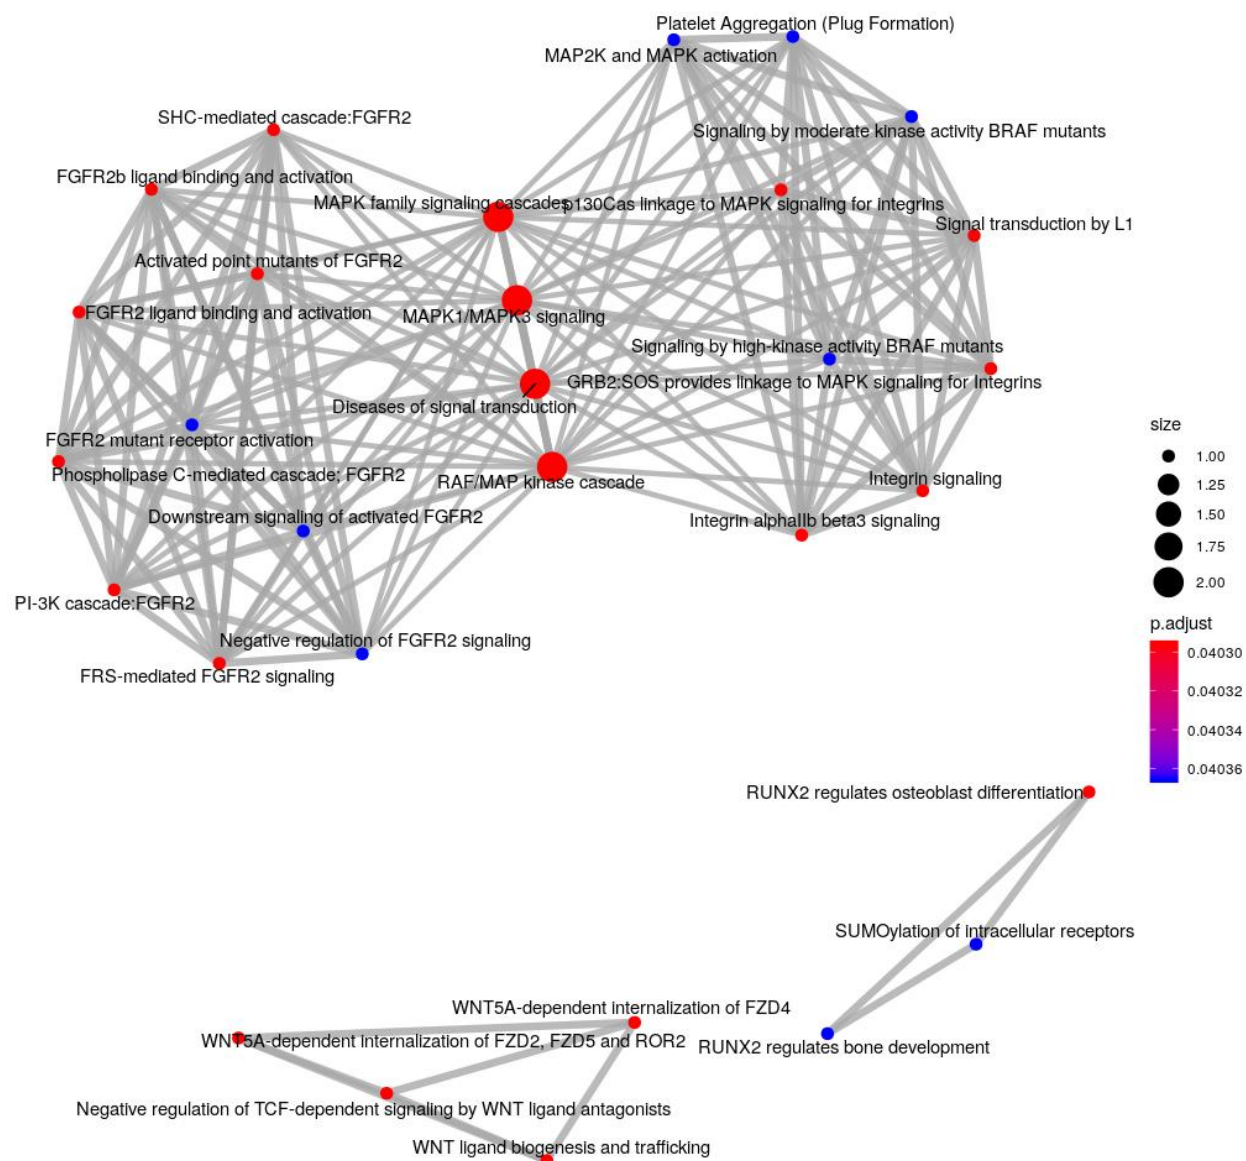 Platelet Aggregation (Plug Formation)
MAP2K and MAPK activation
SHC-mediated cascade:FGFR2
Signaling by moderate kinase activity BRAF mutants
FGFR2b ligand binding and activation
MAPK family signaling cascades
p130Cas linkage to MAPK signaling for integrins
Signal transduction by L1
Activated point mutants of FGFR2
FGFR2 ligand binding and activation
MAPK1/MAPK3 signaling
Signaling by high-kinase activity BRAF mutants
GRB2:SOS provides linkage to MAPK signaling for Integrins
Diseases of signal transduction
FGFR2 mutant receptor activation
Phospholipase C-mediated cascade; FGFR2
RAF/MAP kinase cascade
Integrin signaling
Downstream signaling of activated FGFR2
Integrin alphaIIb beta3 signaling
PI-3K cascade:FGFR2
Negative regulation of FGFR2 signaling
FRS-mediated FGFR2 signaling
size
1.00
1.25
1.50
1.75
2.00
p.adjust
0.04030
0.04032
0.04034
0.04036
RUNX2 regulates osteoblast differentiation
SUMOylation of intracellular receptors
RUNX2 regulates bone development
WNT5A-dependent internalization of FZD4
WNT5A-dependent internalization of FZD2, FZD5 and ROR2
Negative regulation of TCF-dependent signaling by WNT ligand antagonists
WNT ligand biogenesis and trafficking